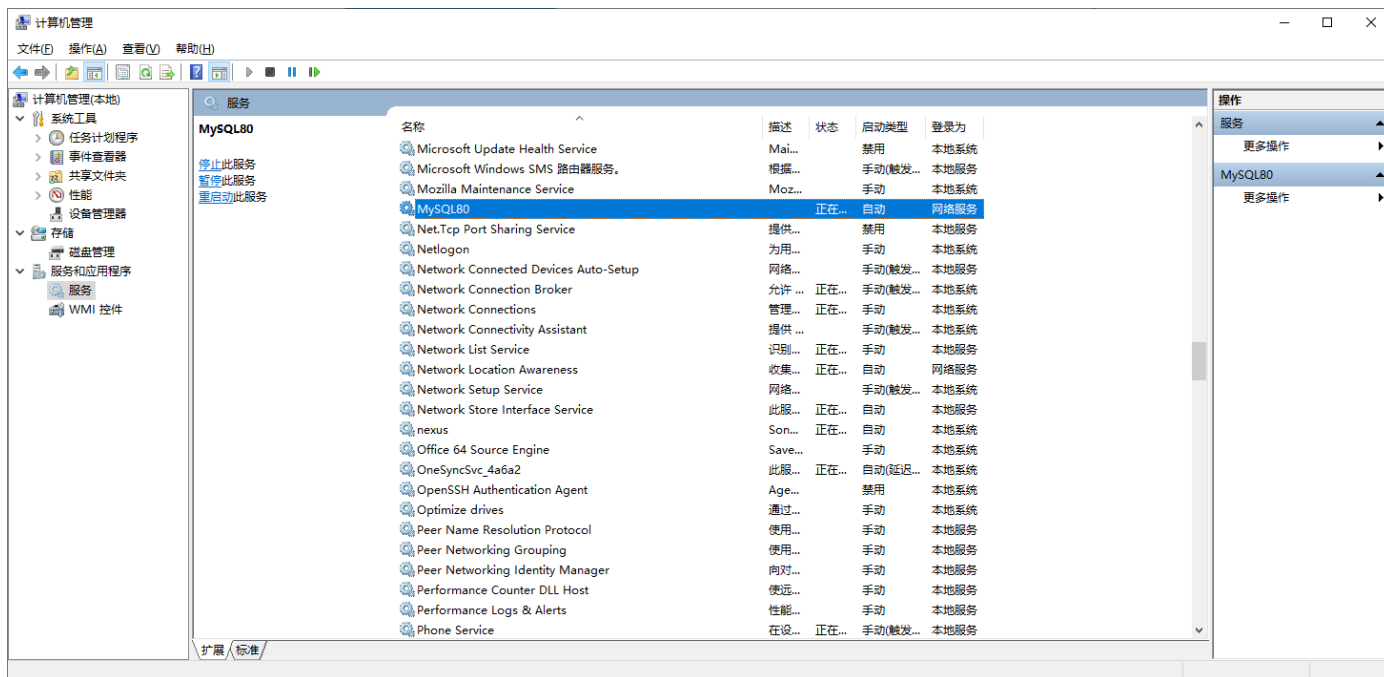 计算机管理
文件(F) 操作(A) 查看(V) 帮助(H)
计算机管理(本地)
系统工具
任务计划程序
事件查看器
共享文件夹
性能
设备管理器
存储
磁盘管理
服务和应用程序
服务
WMI 控件
服务
MySQL80
停止此服务
暂停此服务
重启动此服务
名称 描述 状态 启动类型 登录为
Microsoft Update Health Service Mai... 禁用 本地系统
Microsoft Windows SMS 路由器服务。 根据... 手动(触发... 本地服务
Mozilla Maintenance Service Moz... 手动 本地系统
MySQL80 正在... 自动 网络服务
Net.Tcp Port Sharing Service 提供... 禁用 本地服务
Netlogon 为用... 手动 本地系统
Network Connected Devices Auto-Setup 网络... 手动(触发... 本地服务
Network Connection Broker 允许 ... 正在... 手动(触发... 本地系统
Network Connections 管理... 正在... 手动 本地系统
Network Connectivity Assistant 提供 ... 手动(触发... 本地系统
Network List Service 识别... 正在... 手动 本地服务
Network Location Awareness 收集... 正在... 自动 网络服务
Network Setup Service 网络... 手动(触发... 本地系统
Network Store Interface Service 此服... 正在... 自动 本地服务
nexus Son... 正在... 自动 本地系统
Office 64 Source Engine Save... 手动 本地系统
OneSyncSvc_4a6a2 此服... 正在... 自动(延迟... 本地系统
OpenSSH Authentication Agent Age... 禁用 本地系统
Optimize drives 通过... 手动 本地系统
Peer Name Resolution Protocol 使用... 手动 本地服务
Peer Networking Grouping 使用... 手动 本地服务
Peer Networking Identity Manager 向对... 手动 本地服务
Performance Counter DLL Host 使远... 手动 本地服务
Performance Logs & Alerts 性能... 手动 本地服务
Phone Service 在设... 正在... 手动(触发... 本地服务
扩展 标准
操作
服务
更多操作
MySQL80
更多操作